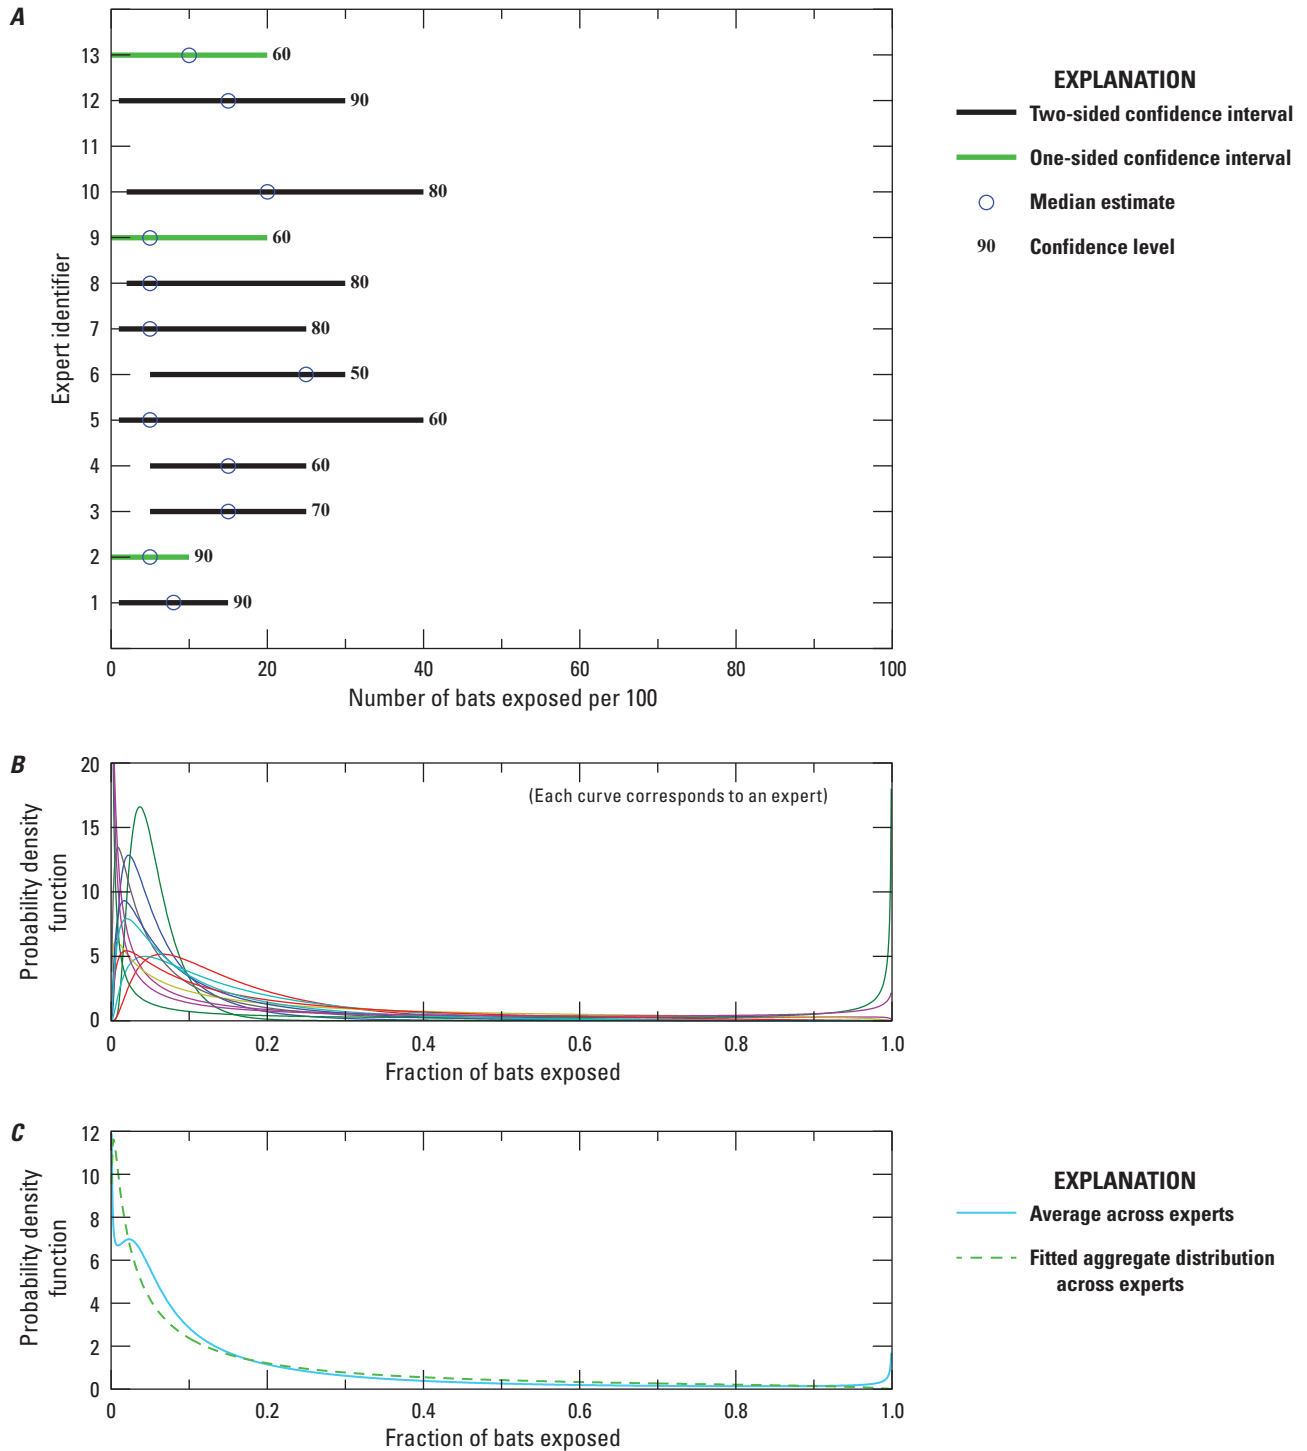 A
13
12
11
10
9
8
7
6
5
4
3
2
1
Expert identifier
60
90
80
60
80
80
50
60
60
70
90
90
0 20 40 60 80 100
Number of bats exposed per 100
EXPLANATION
Two-sided confidence interval
One-sided confidence interval
Median estimate
90 Confidence level
B
20
15
10
5
0
Probability density
function
(Each curve corresponds to an expert)
0 0.2 0.4 0.6 0.8 1.0
Fraction of bats exposed
C
12
10
8
6
4
2
0
Probability density
function
0 0.2 0.4 0.6 0.8 1.0
Fraction of bats exposed
EXPLANATION
Average across experts
Fitted aggregate distribution
across experts